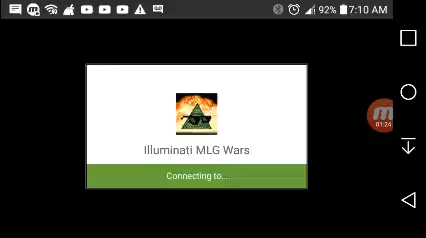 92% 7:10 AM
01:24
Illuminati MLG Wars
Connecting to...